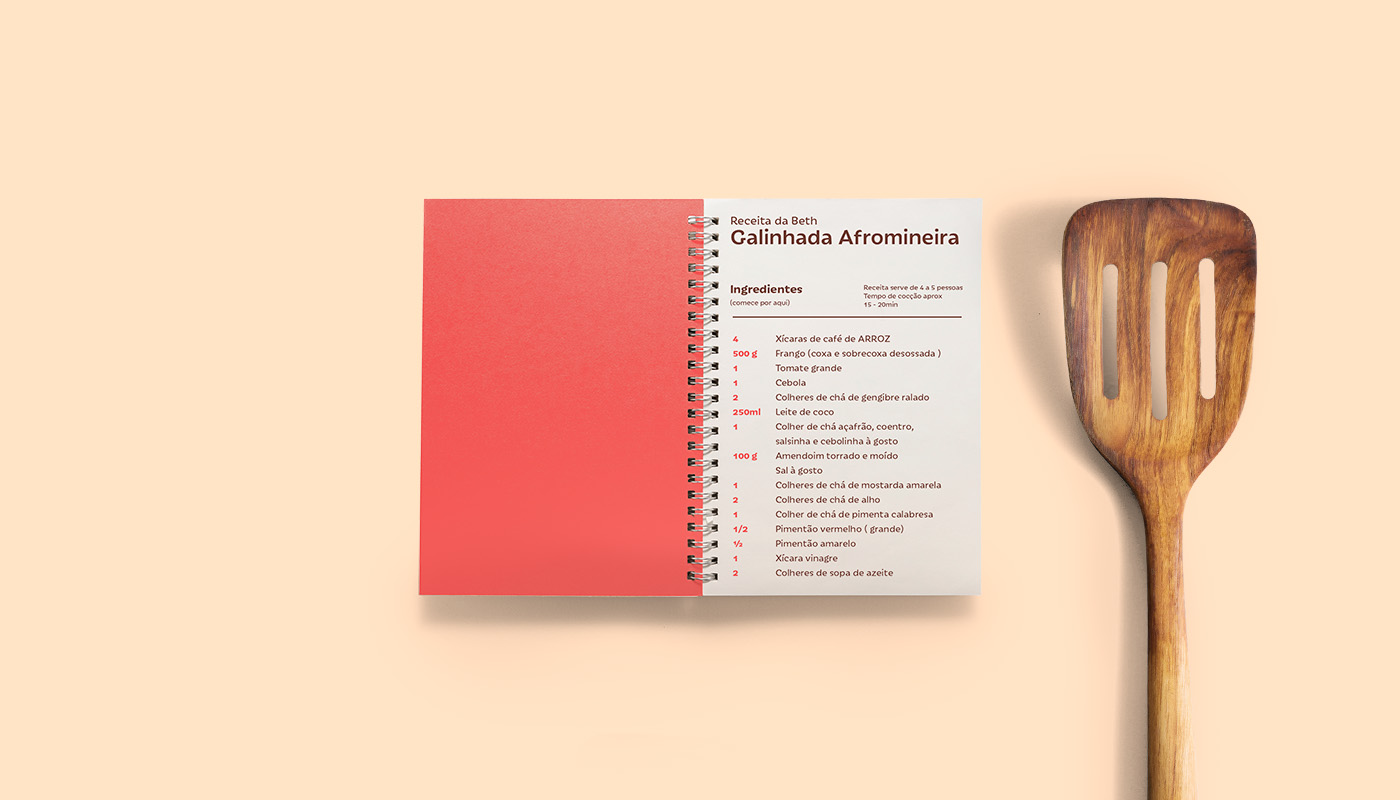 Receita da Beth
Galinhada Afromineira
Ingredientes
(comece por aqui)
Receita serve de 4 a 5 pessoas
Tempo de cocção aprox
15 - 20min
4 Xícaras de café de ARROZ
500 g Frango (coxa e sobrecoxa desossada )
1 Tomate grande
1 Cebola
2 Colheres de chá de gengibre ralado
250ml Leite de coco
1 Colher de chá açafrão, coentro,
salsinha e cebolinha à gosto
100 g Amendoim torrado e moído
Sal à gosto
1 Colheres de chá de mostarda amarela
2 Colheres de chá de alho
1 Colher de chá de pimenta calabresa
1/2 Pimentão vermelho ( grande)
½ Pimentão amarelo
1 Xícara vinagre
2 Colheres de sopa de azeite